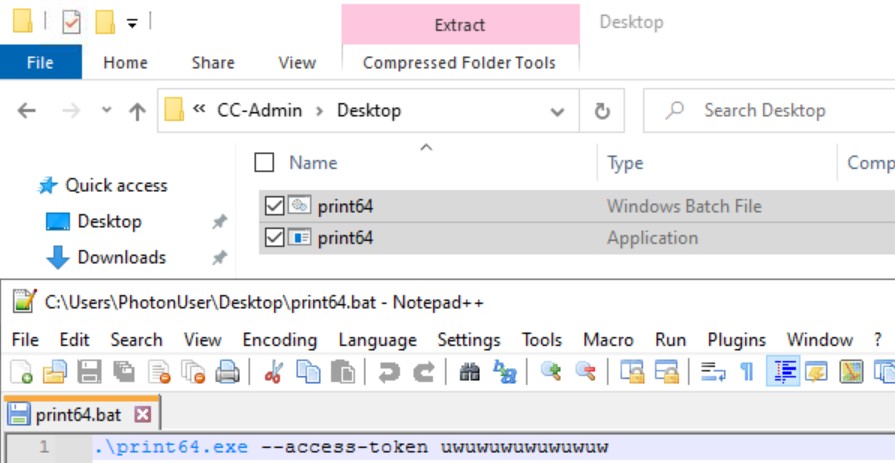 Extract
Desktop
File Home Share View Compressed Folder Tools
« CC-Admin > Desktop
Search Desktop
Name Type Comp
Quick access
Desktop
Downloads
print64 Windows Batch File
print64 Application
C:\Users\PhotonUser\Desktop\print64.bat - Notepad++
File Edit Search View Encoding Language Settings Tools Macro Run Plugins Window ?
print64.bat
1 .\print64.exe --access-token uwuwuwuwuwuwuw